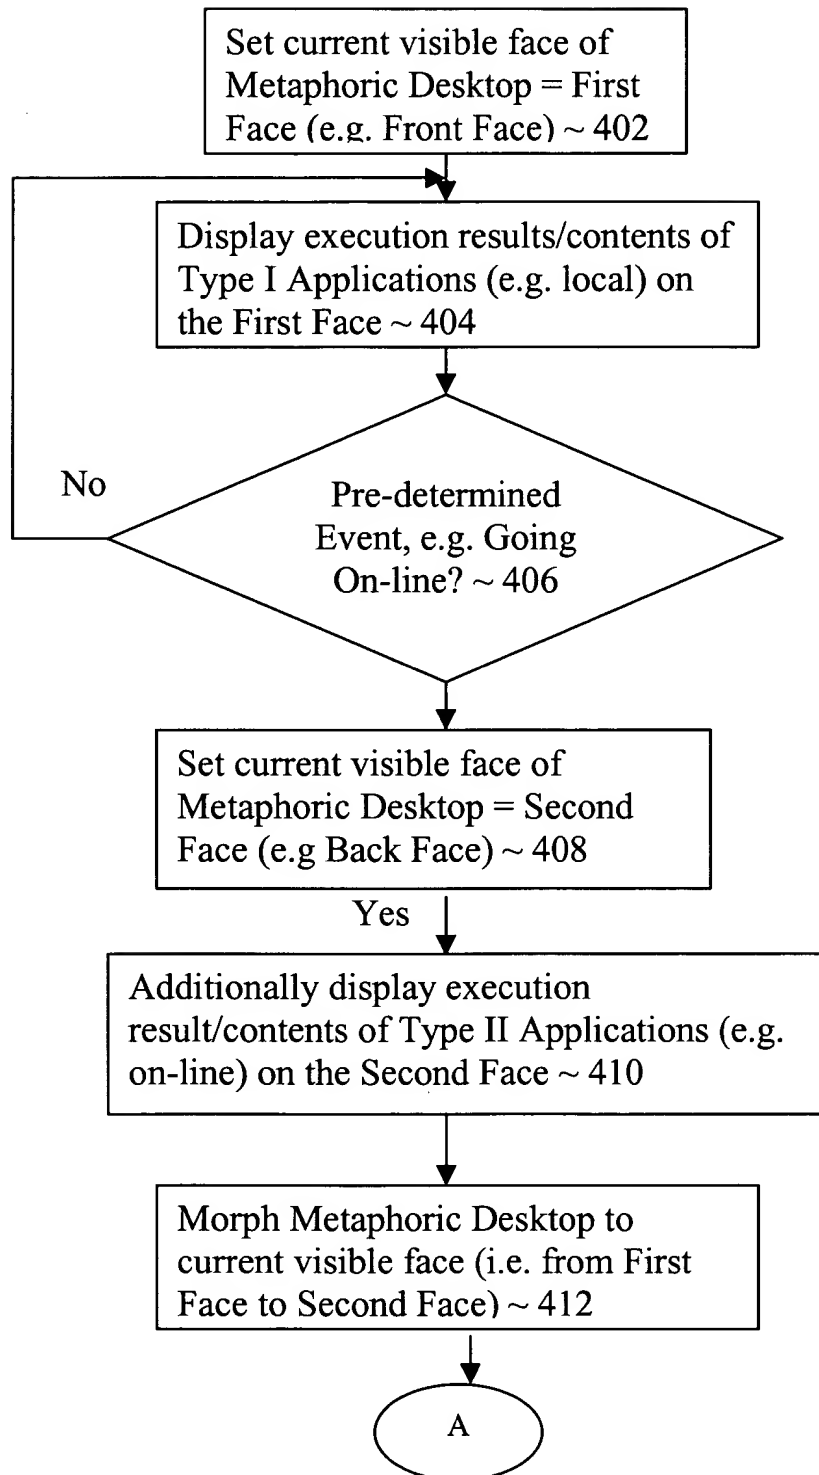 Set current visible face of
Metaphoric Desktop = First
Face (e.g. Front Face) ~ 402
Display execution results/contents of
Type I Applications (e.g. local) on
the First Face ~ 404
No
Pre-determined
Event, e.g. Going
On-line? ~ 406
Set current visible face of
Metaphoric Desktop = Second
Face (e.g Back Face) ~ 408
Yes
Additionally display execution
result/contents of Type II Applications (e.g.
on-line) on the Second Face ~ 410
Morph Metaphoric Desktop to
current visible face (i.e. from First
Face to Second Face) ~ 412
A